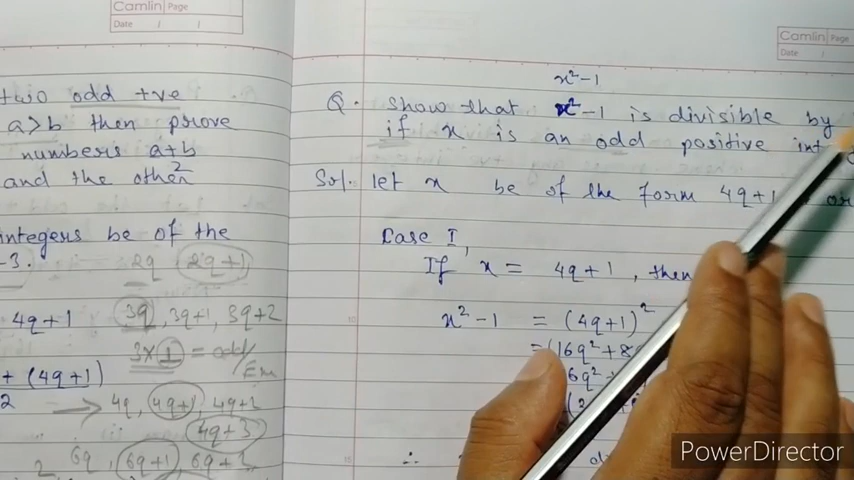 Camlin Page
Date / /
two odd +ve
a>b then prove
numbers a+b
and the other 2
integers be of the
-3. 2q 2q+1
4q+1 3q, 3q+1, 3q+2
3×1 = odd/
+ (4q+1)
2 → 4q, 4q+1, 4q+2
4q+3
6q, 6q+1, 6q+2
Camlin Page
Date / /
x²-1
Q. Show that x²-1 is divisible by
if x is an odd positive
Sol. let x be of the form 4q+1 or
Case I,
If x = 4q+1, then
x²-1 = (4q+1)²
= (16q²+8q
6q²
∴
PowerDirector